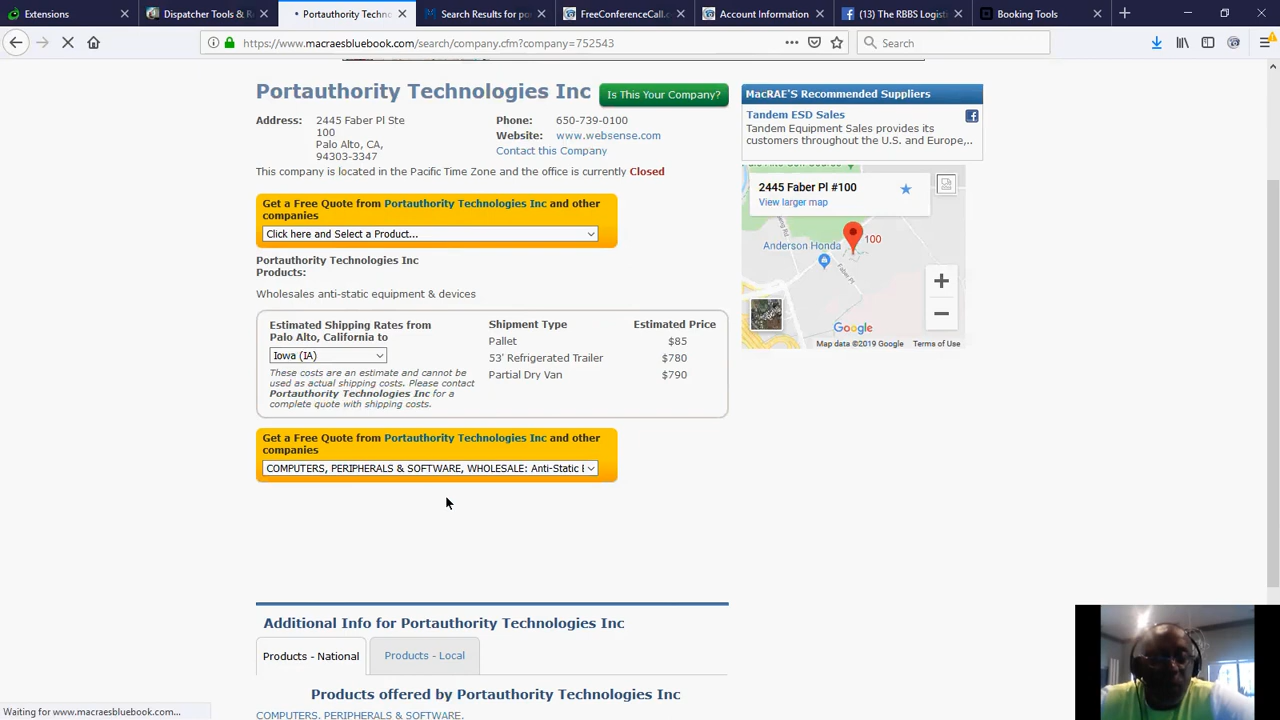 Extensions
Dispatcher Tools & R
Portauthority Techno
Search Results for po
FreeConferenceCall.c
Account Information
(13) The RBBS Logisti
Booking Tools
https://www.macraesbluebook.com/search/company.cfm?company=752543
Search
Portauthority Technologies Inc
Is This Your Company?
Address: 2445 Faber Pl Ste
100
Palo Alto, CA,
94303-3347
Phone: 650-739-0100
Website: www.websense.com
Contact this Company
This company is located in the Pacific Time Zone and the office is currently Closed
Get a Free Quote from Portauthority Technologies Inc and other
companies
Click here and Select a Product...
Portauthority Technologies Inc
Products:
Wholesales anti-static equipment & devices
Estimated Shipping Rates from
Palo Alto, California to
Iowa (IA)
These costs are an estimate and cannot be
used as actual shipping costs. Please contact
Portauthority Technologies Inc for a
complete quote with shipping costs.
Shipment Type Estimated Price
Pallet $85
53' Refrigerated Trailer $780
Partial Dry Van $790
Get a Free Quote from Portauthority Technologies Inc and other
companies
COMPUTERS, PERIPHERALS & SOFTWARE, WHOLESALE: Anti-Static E
Additional Info for Portauthority Technologies Inc
Products - National
Products - Local
Products offered by Portauthority Technologies Inc
COMPUTERS, PERIPHERALS & SOFTWARE,
MacRAE'S Recommended Suppliers
Tandem ESD Sales
Tandem Equipment Sales provides its
customers throughout the U.S. and Europe,..
2445 Faber Pl #100
View larger map
100
Anderson Honda
Faber Pl
Google
Map data ©2019 Google Terms of Use
Waiting for www.macraesbluebook.com...